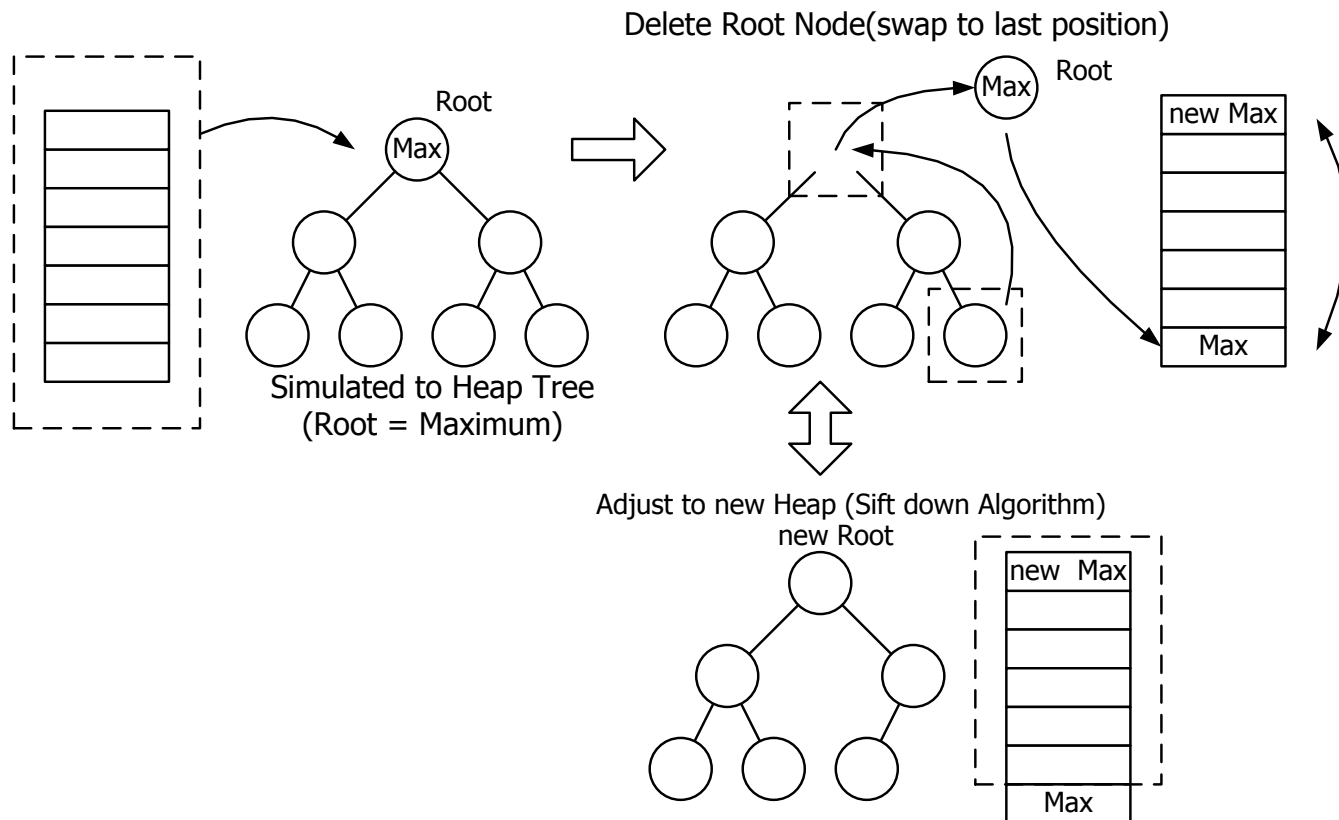 Delete Root Node(swap to last position)
Root
Max
Root
Max
new Max
Max
Simulated to Heap Tree
(Root = Maximum)
Adjust to new Heap (Sift down Algorithm)
new Root
new Max
Max